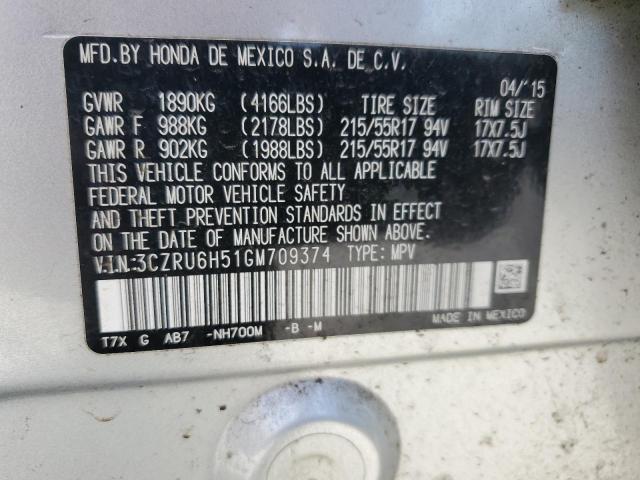 MFD.BY HONDA DE MEXICO S.A. DE C.V.
04/'15
GVWR 1890KG (4166LBS) TIRE SIZE RIM SIZE
GAWR F 988KG (2178LBS) 215/55R17 94V 17X7.5J
GAWR R 902KG (1988LBS) 215/55R17 94V 17X7.5J
THIS VEHICLE CONFORMS TO ALL APPLICABLE
FEDERAL MOTOR VEHICLE SAFETY
AND THEFT PREVENTION STANDARDS IN EFFECT
ON THE DATE OF MANUFACTURE SHOWN ABOVE.
V.I.N:3CZRU6H51GM709374 TYPE: MPV
T7X G AB7 -NH700M -B -M
MADE IN MEXICO